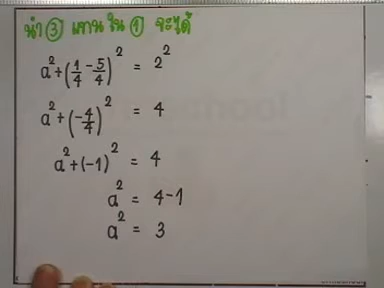 นำ ③ แทนใน ① จะได้
a² + (1/4 - 5/4)² = 2²
a² + (-4/4)² = 4
a² + (-1)² = 4
a² = 4-1
a² = 3